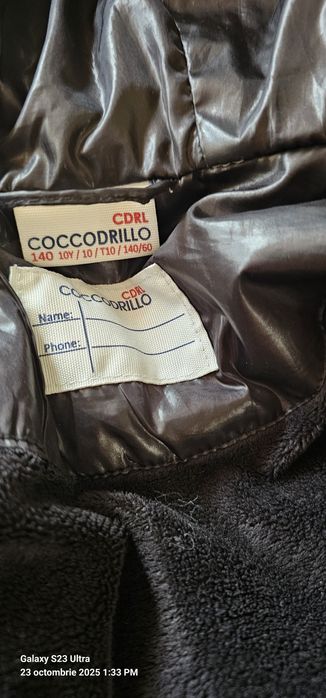 CDRL
COCCODRILLO
140 10Y / 10 / T10 / 140/60
CDRL
COCCODRILLO
Name:
Phone:
Galaxy S23 Ultra
23 octombrie 2025 1:33 PM